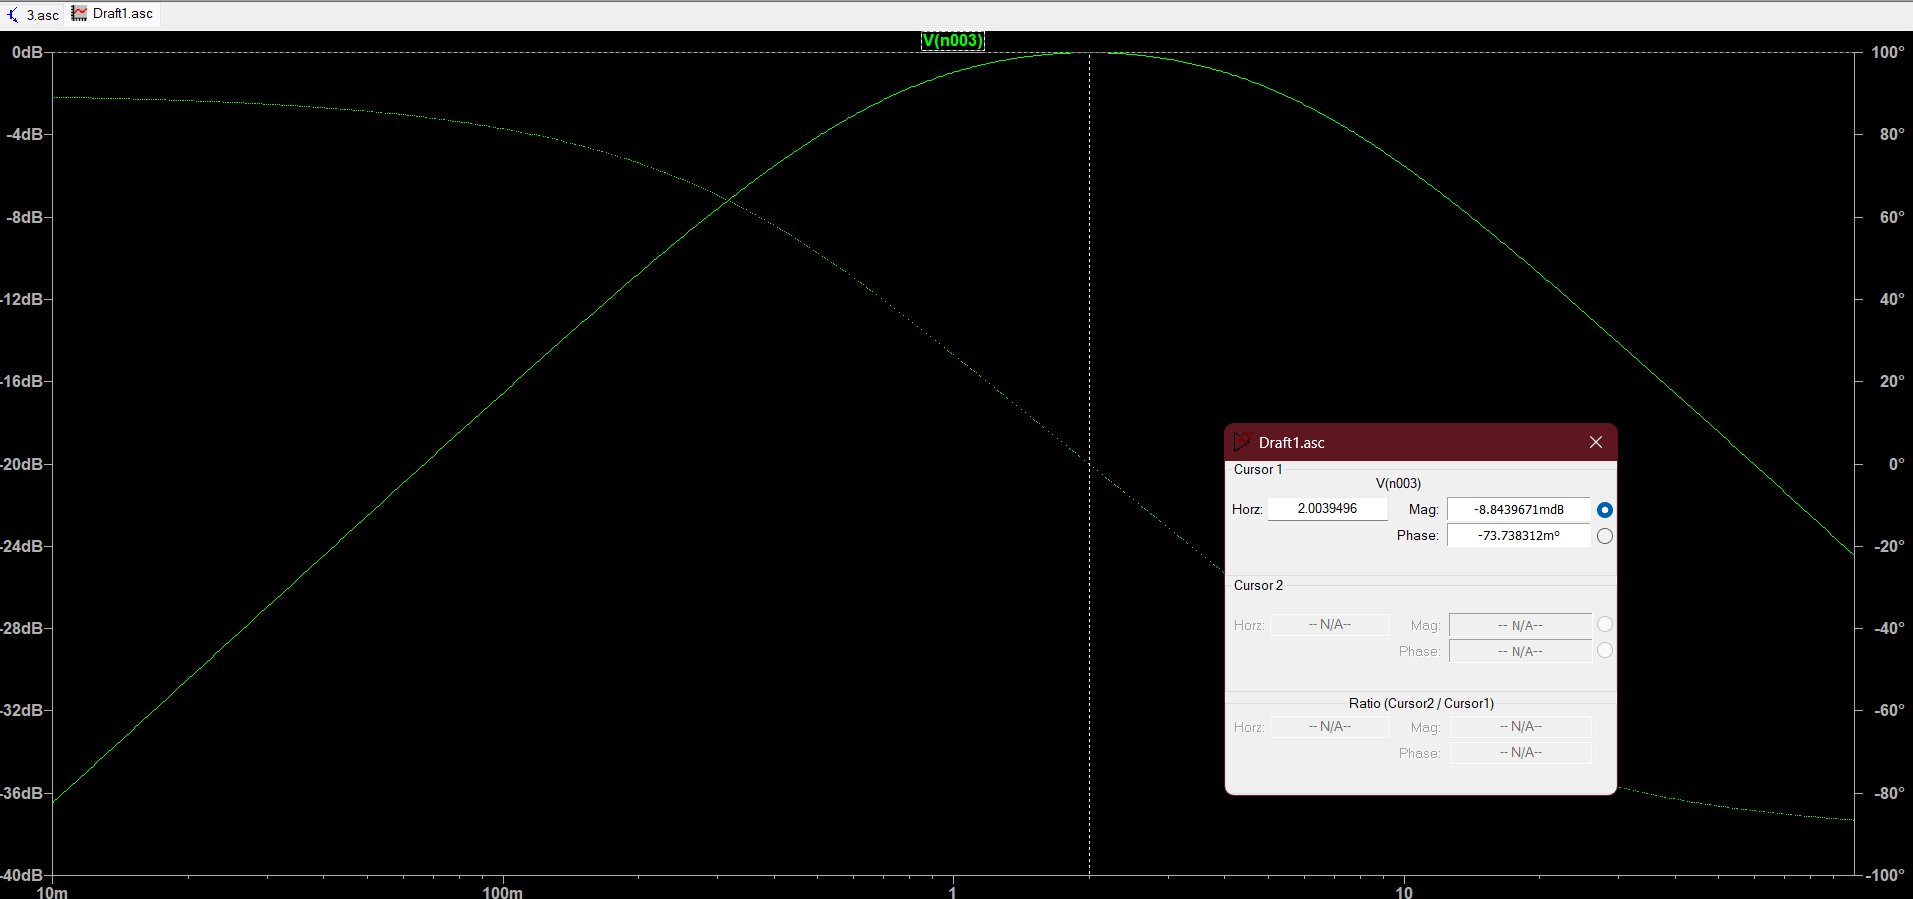 3.asc Draft1.asc
V(n003)
0dB 100°
-4dB 80°
-8dB 60°
-12dB 40°
-16dB 20°
-20dB 0°
-24dB -20°
-28dB -40°
-32dB -60°
-36dB -80°
-40dB -100°
10m 100m 1 10
Draft1.asc
Cursor 1
V(n003)
Horz: 2.0039496 Mag: -8.8439671mdB
Phase: -73.738312m°
Cursor 2
Horz: -- N/A-- Mag: -- N/A--
Phase: -- N/A--
Ratio (Cursor2 / Cursor1)
Horz: -- N/A-- Mag: -- N/A--
Phase: -- N/A--